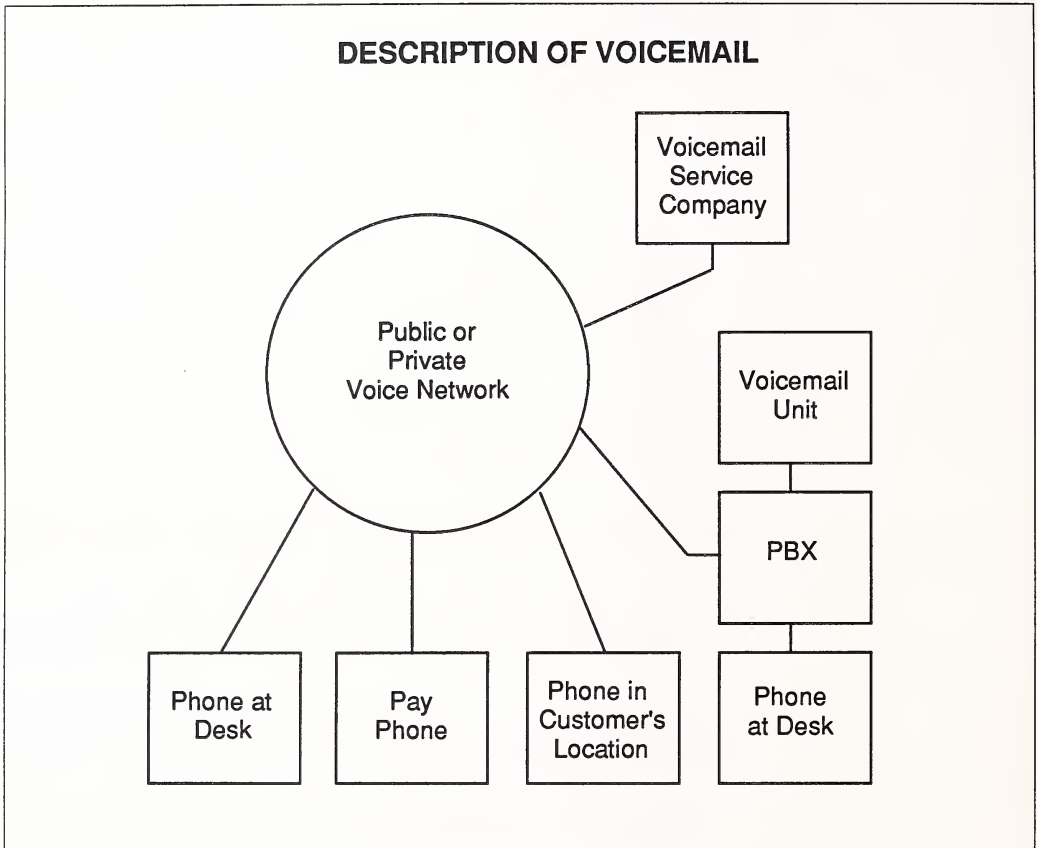 DESCRIPTION OF VOICEMAIL
Voicemail
Service
Company
Public or
Private
Voice Network
Voicemail
Unit
PBX
Phone at
Desk
Pay
Phone
Phone in
Customer's
Location
Phone
at Desk